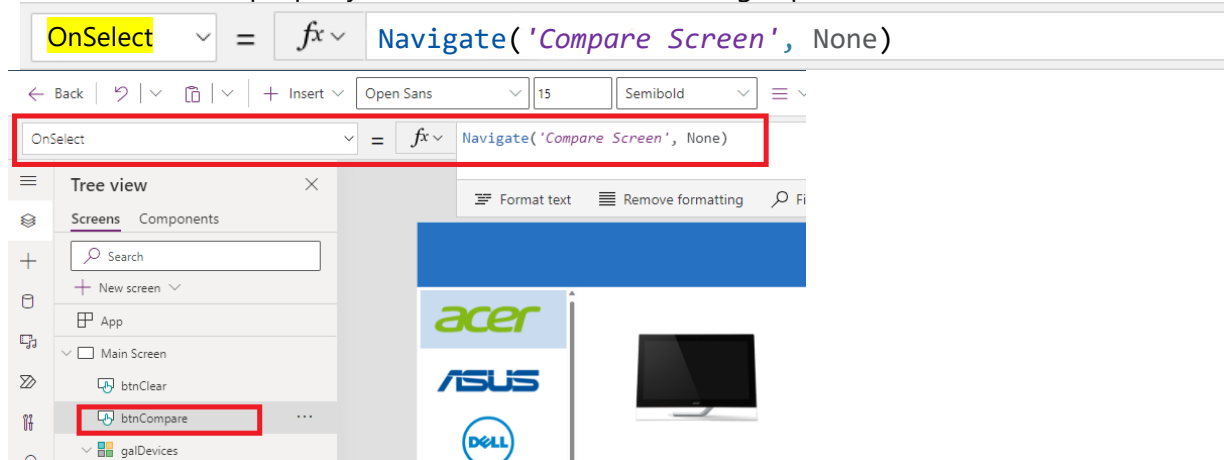 OnSelect = fx Navigate('Compare Screen', None)
Back Insert Open Sans 15 Semibold
OnSelect = fx Navigate('Compare Screen', None)
Tree view
Format text Remove formatting Fi
Screens Components
Search
New screen
App
Main Screen
btnClear
btnCompare
galDevices
acer
ASUS
DELL